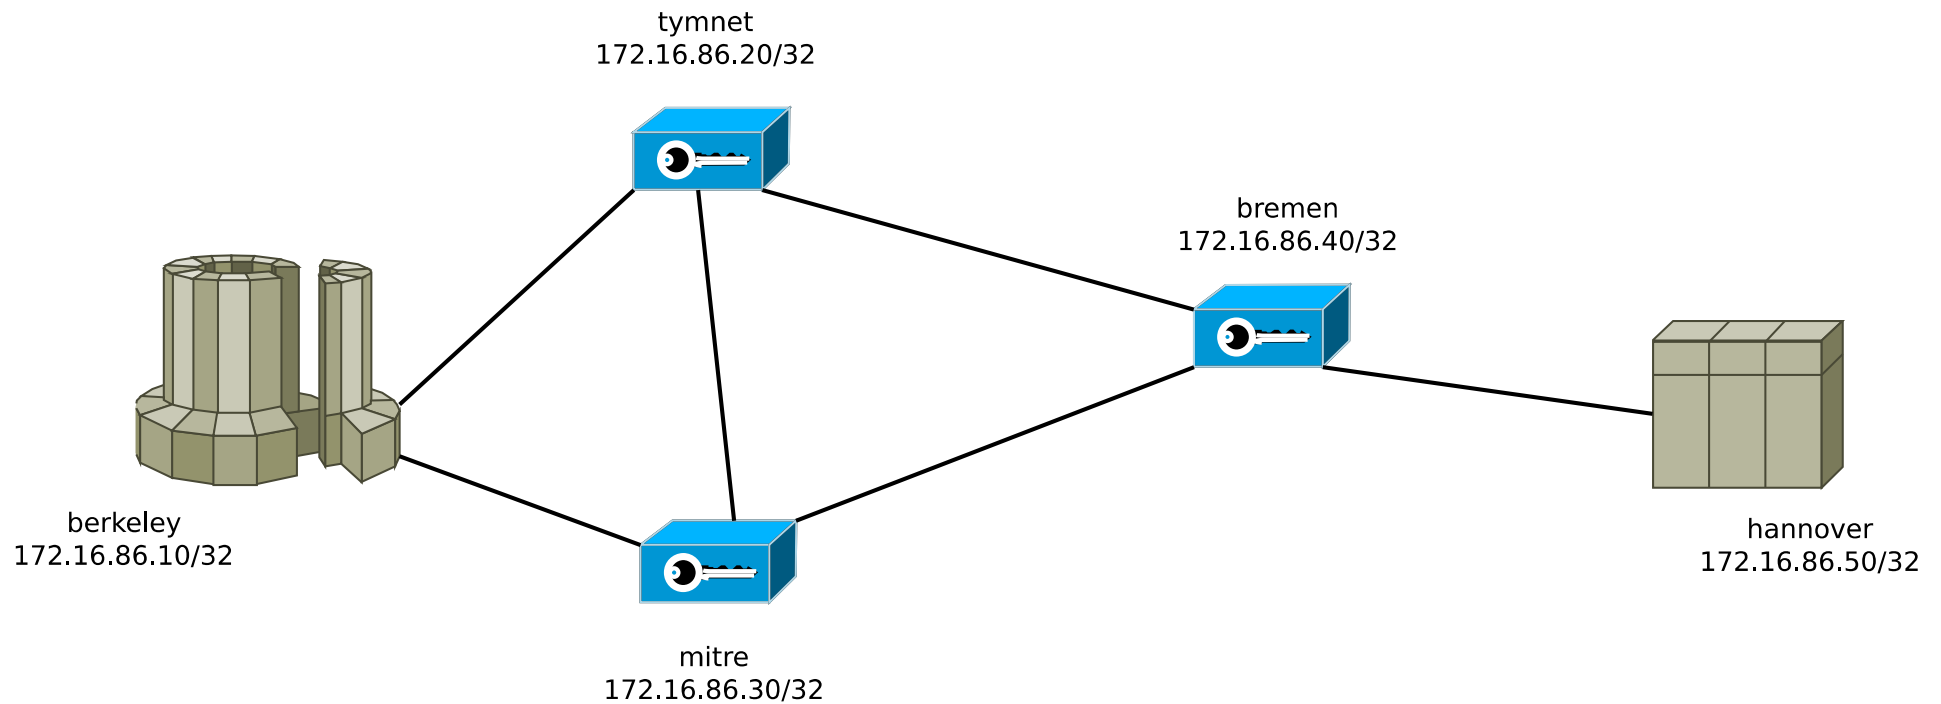 tymnet
172.16.86.20/32
bremen
172.16.86.40/32
berkeley
172.16.86.10/32
hannover
172.16.86.50/32
mitre
172.16.86.30/32